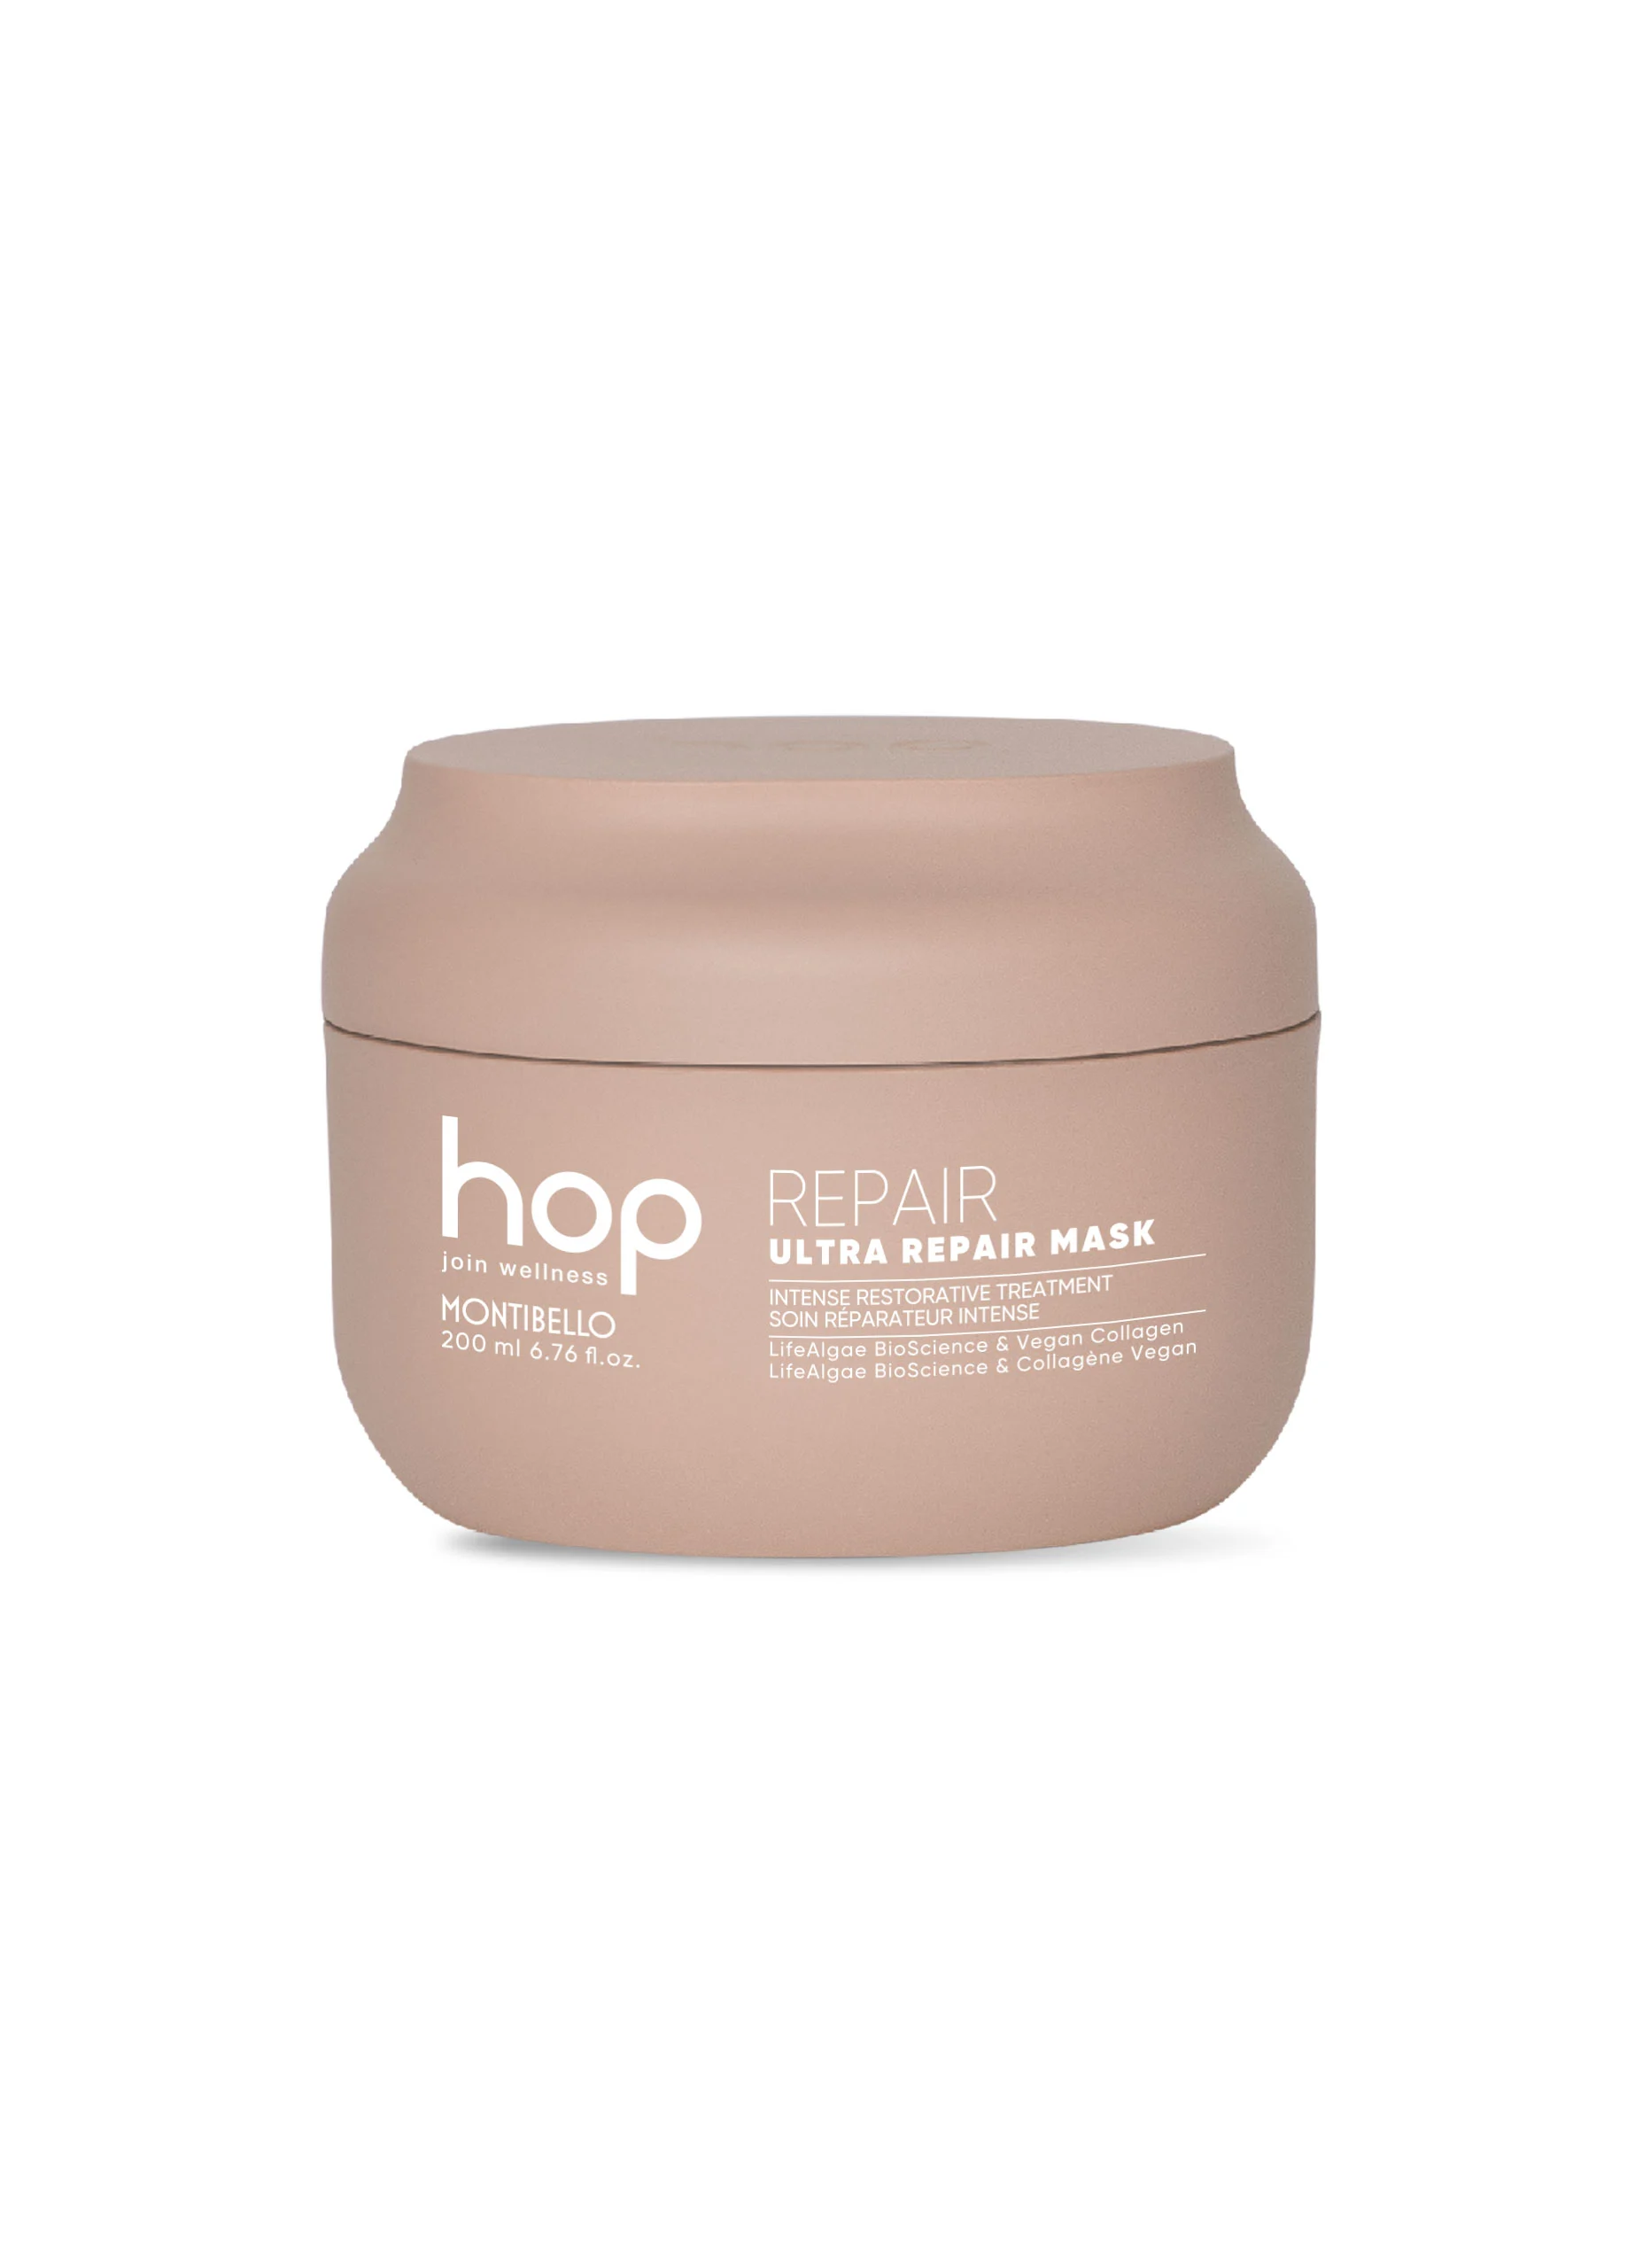 hop
hop
join wellness
MONTIBELLO
200 ml 6.76 fl.oz.
REPAIR
ULTRA REPAIR MASK
INTENSE RESTORATIVE TREATMENT
SOIN RÉPARATEUR INTENSE
LifeAlgae BioScience & Vegan Collagen
LifeAlgae BioScience & Collagène Vegan